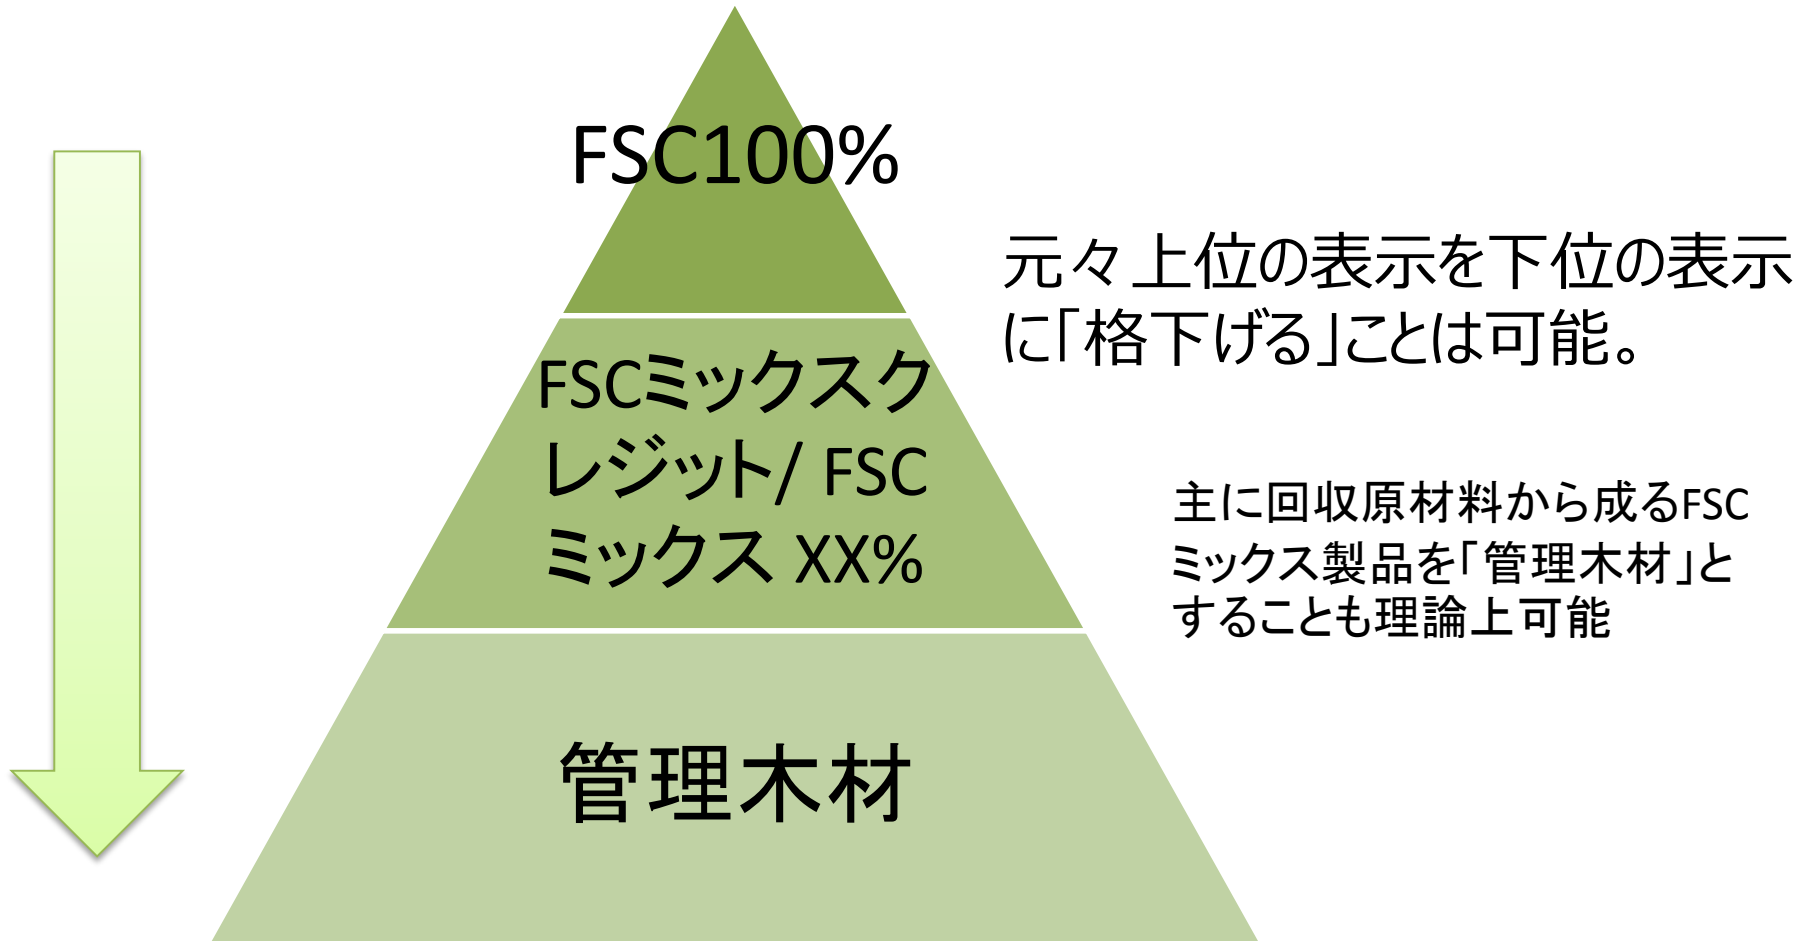 FSC100%
元々上位の表示を下位の表示
に「格下げる」ことは可能。
FSCミックスク
レジット/ FSC
ミックス XX%
主に回収原材料から成るFSC
ミックス製品を「管理木材」と
することも理論上可能
管理木材